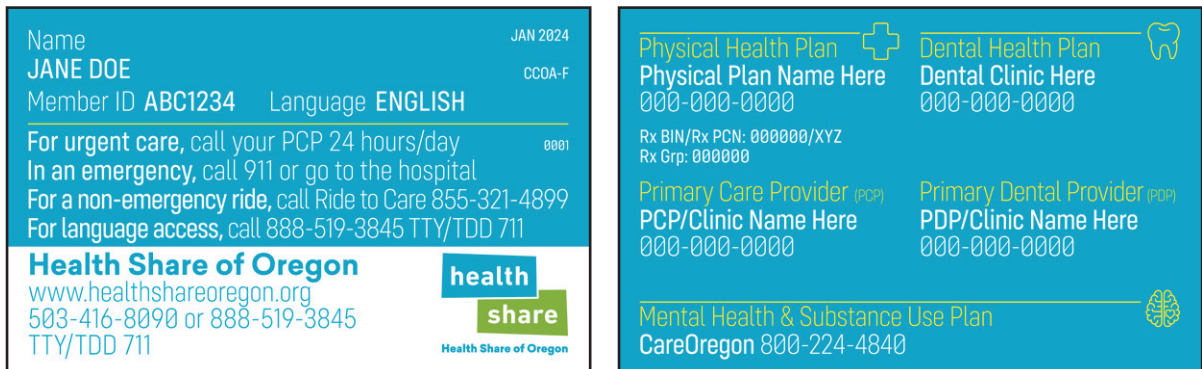 Name JAN 2024
JANE DOE CCOA-F
Member ID ABC1234 Language ENGLISH
For urgent care, call your PCP 24 hours/day 0001
In an emergency, call 911 or go to the hospital
For a non-emergency ride, call Ride to Care 855-321-4899
For language access, call 888-519-3845 TTY/TDD 711
Health Share of Oregon
www.healthshareoregon.org
503-416-8090 or 888-519-3845
TTY/TDD 711
health
share
Health Share of Oregon
Physical Health Plan
Physical Plan Name Here
000-000-0000
Rx BIN/Rx PCN: 000000/XYZ
Rx Grp: 000000
Dental Health Plan
Dental Clinic Here
000-000-0000
Primary Care Provider (PCP)
PCP/Clinic Name Here
000-000-0000
Primary Dental Provider (PDP)
PDP/Clinic Name Here
000-000-0000
Mental Health & Substance Use Plan
CareOregon 800-224-4840